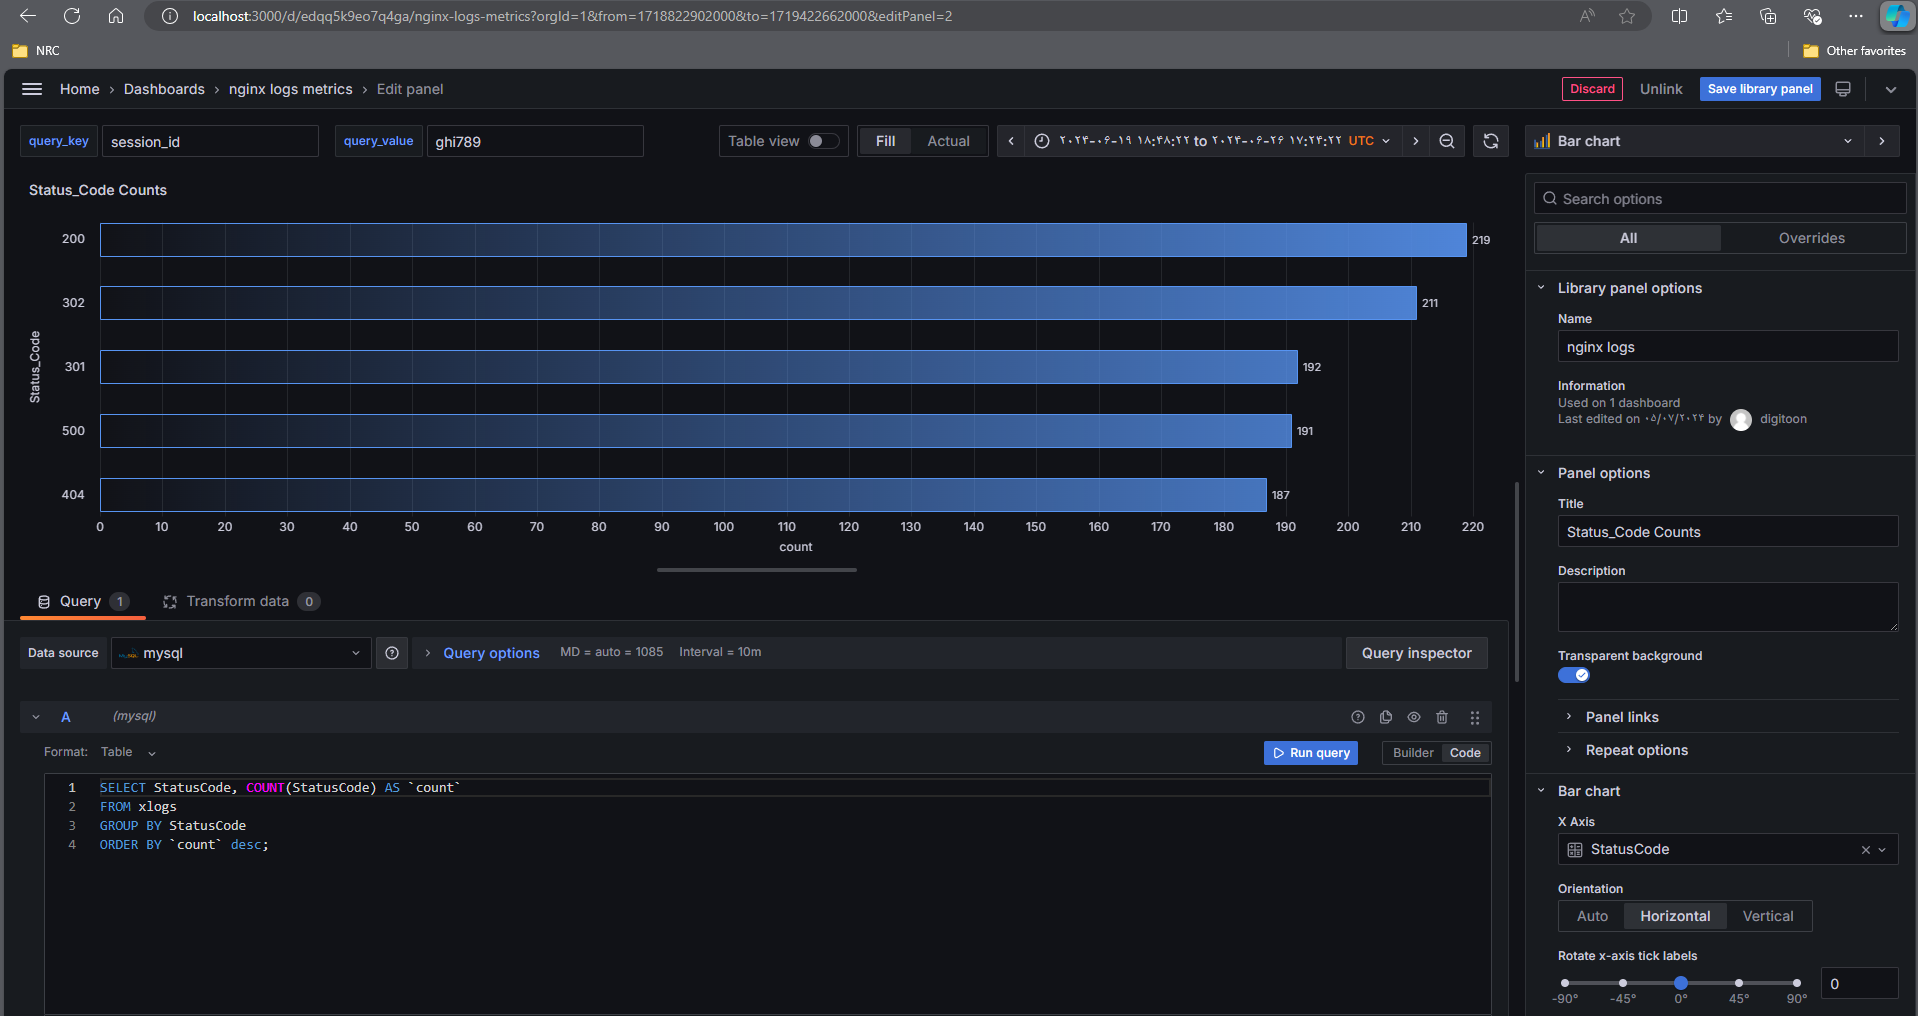 localhost:3000/d/edqq5k9eo7q4ga/nginx-logs-metrics?orgId=1&from=1718822902000&to=1719422662000&editPanel=2
NRC
Other favorites
Home › Dashboards › nginx logs metrics › Edit panel
Discard
Unlink
Save library panel
query_key
session_id
query_value
ghi789
Table view
Fill
Actual
۲۰۲۴-۰۶-۱۹ ۱۸:۴۸:۲۲ to ۲۰۲۴-۰۶-۲۶ ۱۷:۲۴:۲۲ UTC
Bar chart
Status_Code Counts
Search options
All
Overrides
Status_Code
200
219
302
211
301
192
500
191
404
187
0 10 20 30 40 50 60 70 80 90 100 110 120 130 140 150 160 170 180 190 200 210 220
count
Library panel options
Name
nginx logs
Information
Used on 1 dashboard
Last edited on ۰۵/۰۷/۲۰۲۴ by digitoon
Panel options
Title
Status_Code Counts
Description
Transparent background
Panel links
Repeat options
Bar chart
X Axis
StatusCode
Orientation
Auto
Horizontal
Vertical
Rotate x-axis tick labels
0
-90° -45° 0° 45° 90°
Query 1
Transform data 0
Data source
mysql
Query options
MD = auto = 1085
Interval = 10m
Query inspector
A
(mysql)
Format: Table
Run query
Builder
Code
1 SELECT StatusCode, COUNT(StatusCode) AS `count`
2 FROM xlogs
3 GROUP BY StatusCode
4 ORDER BY `count` desc;